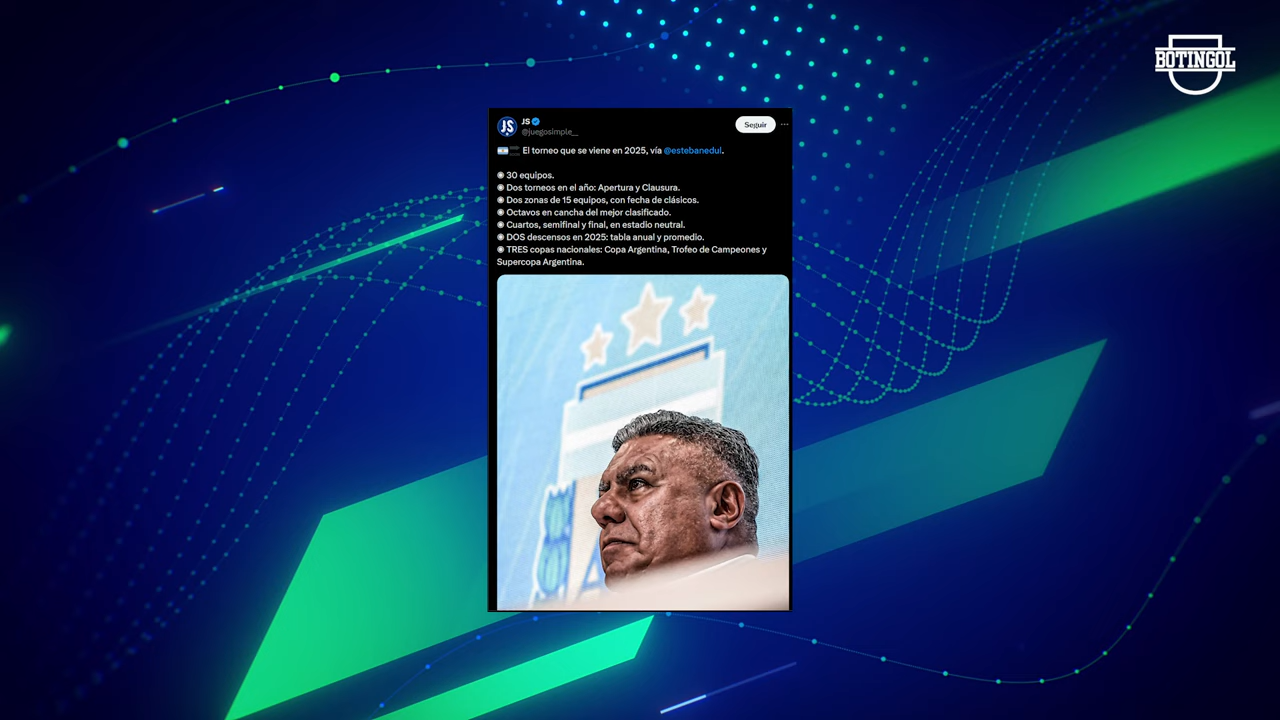 BOTINGOL
JS
JS
@juegosimple__
Seguir
El torneo que se viene en 2025, vía @estebanedul.
◉ 30 equipos.
◉ Dos torneos en el año: Apertura y Clausura.
◉ Dos zonas de 15 equipos, con fecha de clásicos.
◉ Octavos en cancha del mejor clasificado.
◉ Cuartos, semifinal y final, en estadio neutral.
◉ DOS descensos en 2025: tabla anual y promedio.
◉ TRES copas nacionales: Copa Argentina, Trofeo de Campeones y
Supercopa Argentina.
A